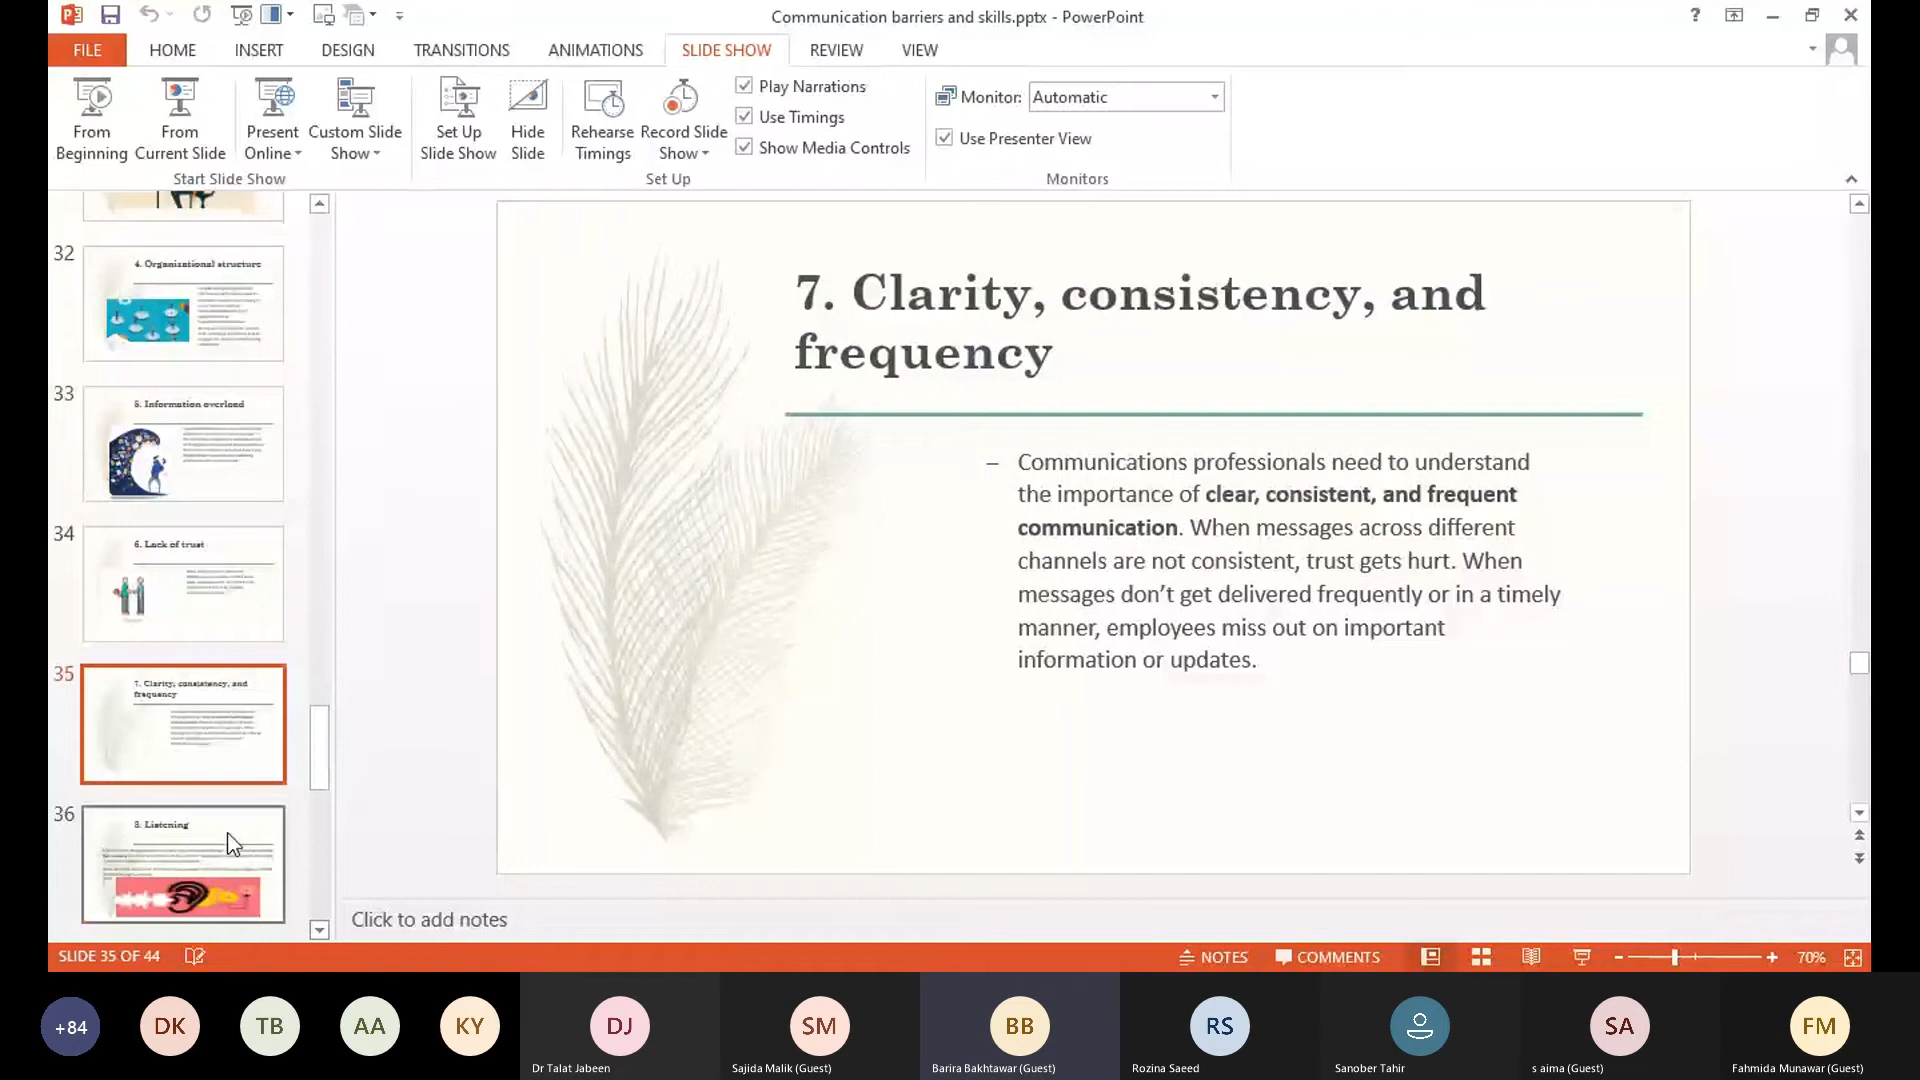 Communication barriers and skills.pptx - PowerPoint
FILE
HOME
INSERT
DESIGN
TRANSITIONS
ANIMATIONS
SLIDE SHOW
REVIEW
VIEW
From Beginning
From Current Slide
Present Online
Custom Slide Show
Start Slide Show
Set Up Slide Show
Hide Slide
Rehearse Timings
Record Slide Show
Play Narrations
Use Timings
Show Media Controls
Set Up
Monitor: Automatic
Use Presenter View
Monitors
32
4. Organizational structure
33
5. Information overload
34
6. Lack of trust
35
7. Clarity, consistency, and
frequency
36
8. Listening
7. Clarity, consistency, and
frequency
– Communications professionals need to understand
the importance of clear, consistent, and frequent
communication. When messages across different
channels are not consistent, trust gets hurt. When
messages don’t get delivered frequently or in a timely
manner, employees miss out on important
information or updates.
Click to add notes
SLIDE 35 OF 44
NOTES
COMMENTS
70%
+84
DK
TB
AA
KY
DJ
Dr Talat Jabeen
SM
Sajida Malik (Guest)
BB
Barira Bakhtawar (Guest)
RS
Rozina Saeed
Sanober Tahir
SA
s aima (Guest)
FM
Fahmida Munawar (Guest)